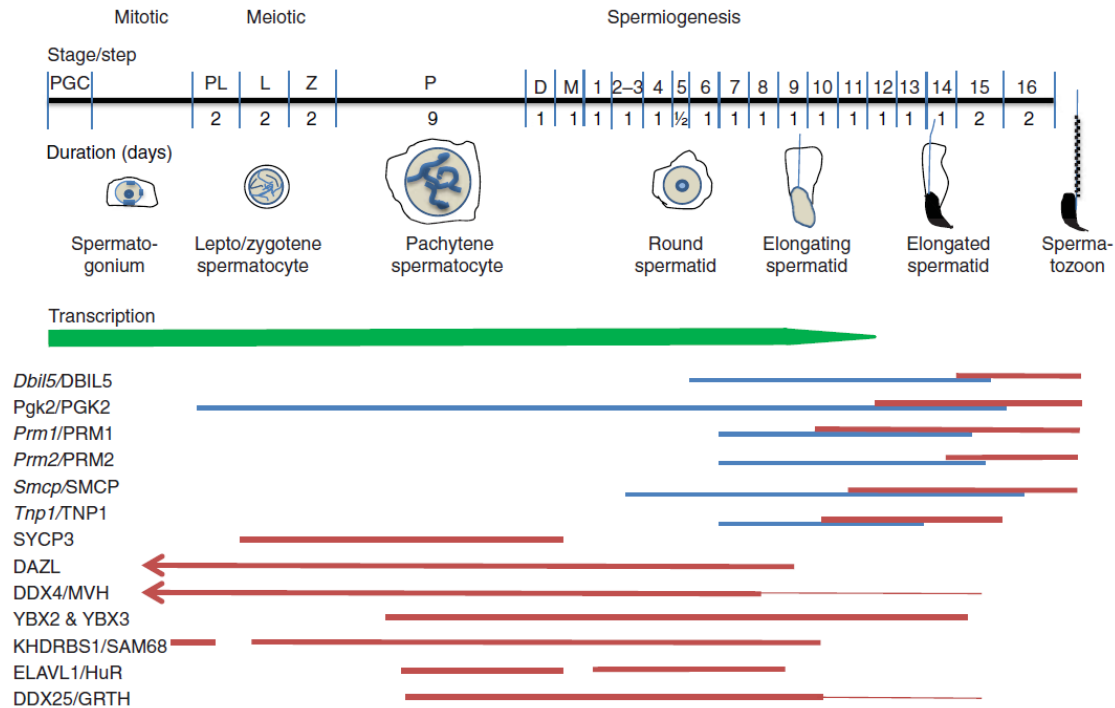 Mitotic Meiotic Spermiogenesis
Stage/step
PGC PL L Z P D M 1 2–3 4 5 6 7 8 9 10 11 12 13 14 15 16
2 2 2 9 1 1 1 1 1 ½ 1 1 1 1 1 1 1 1 1 2 2
Duration (days)
Spermato-
gonium
Lepto/zygotene
spermatocyte
Pachytene
spermatocyte
Round
spermatid
Elongating
spermatid
Elongated
spermatid
Sperma-
tozoon
Transcription
Dbil5/DBIL5
Pgk2/PGK2
Prm1/PRM1
Prm2/PRM2
Smcp/SMCP
Tnp1/TNP1
SYCP3
DAZL
DDX4/MVH
YBX2 & YBX3
KHDRBS1/SAM68
ELAVL1/HuR
DDX25/GRTH